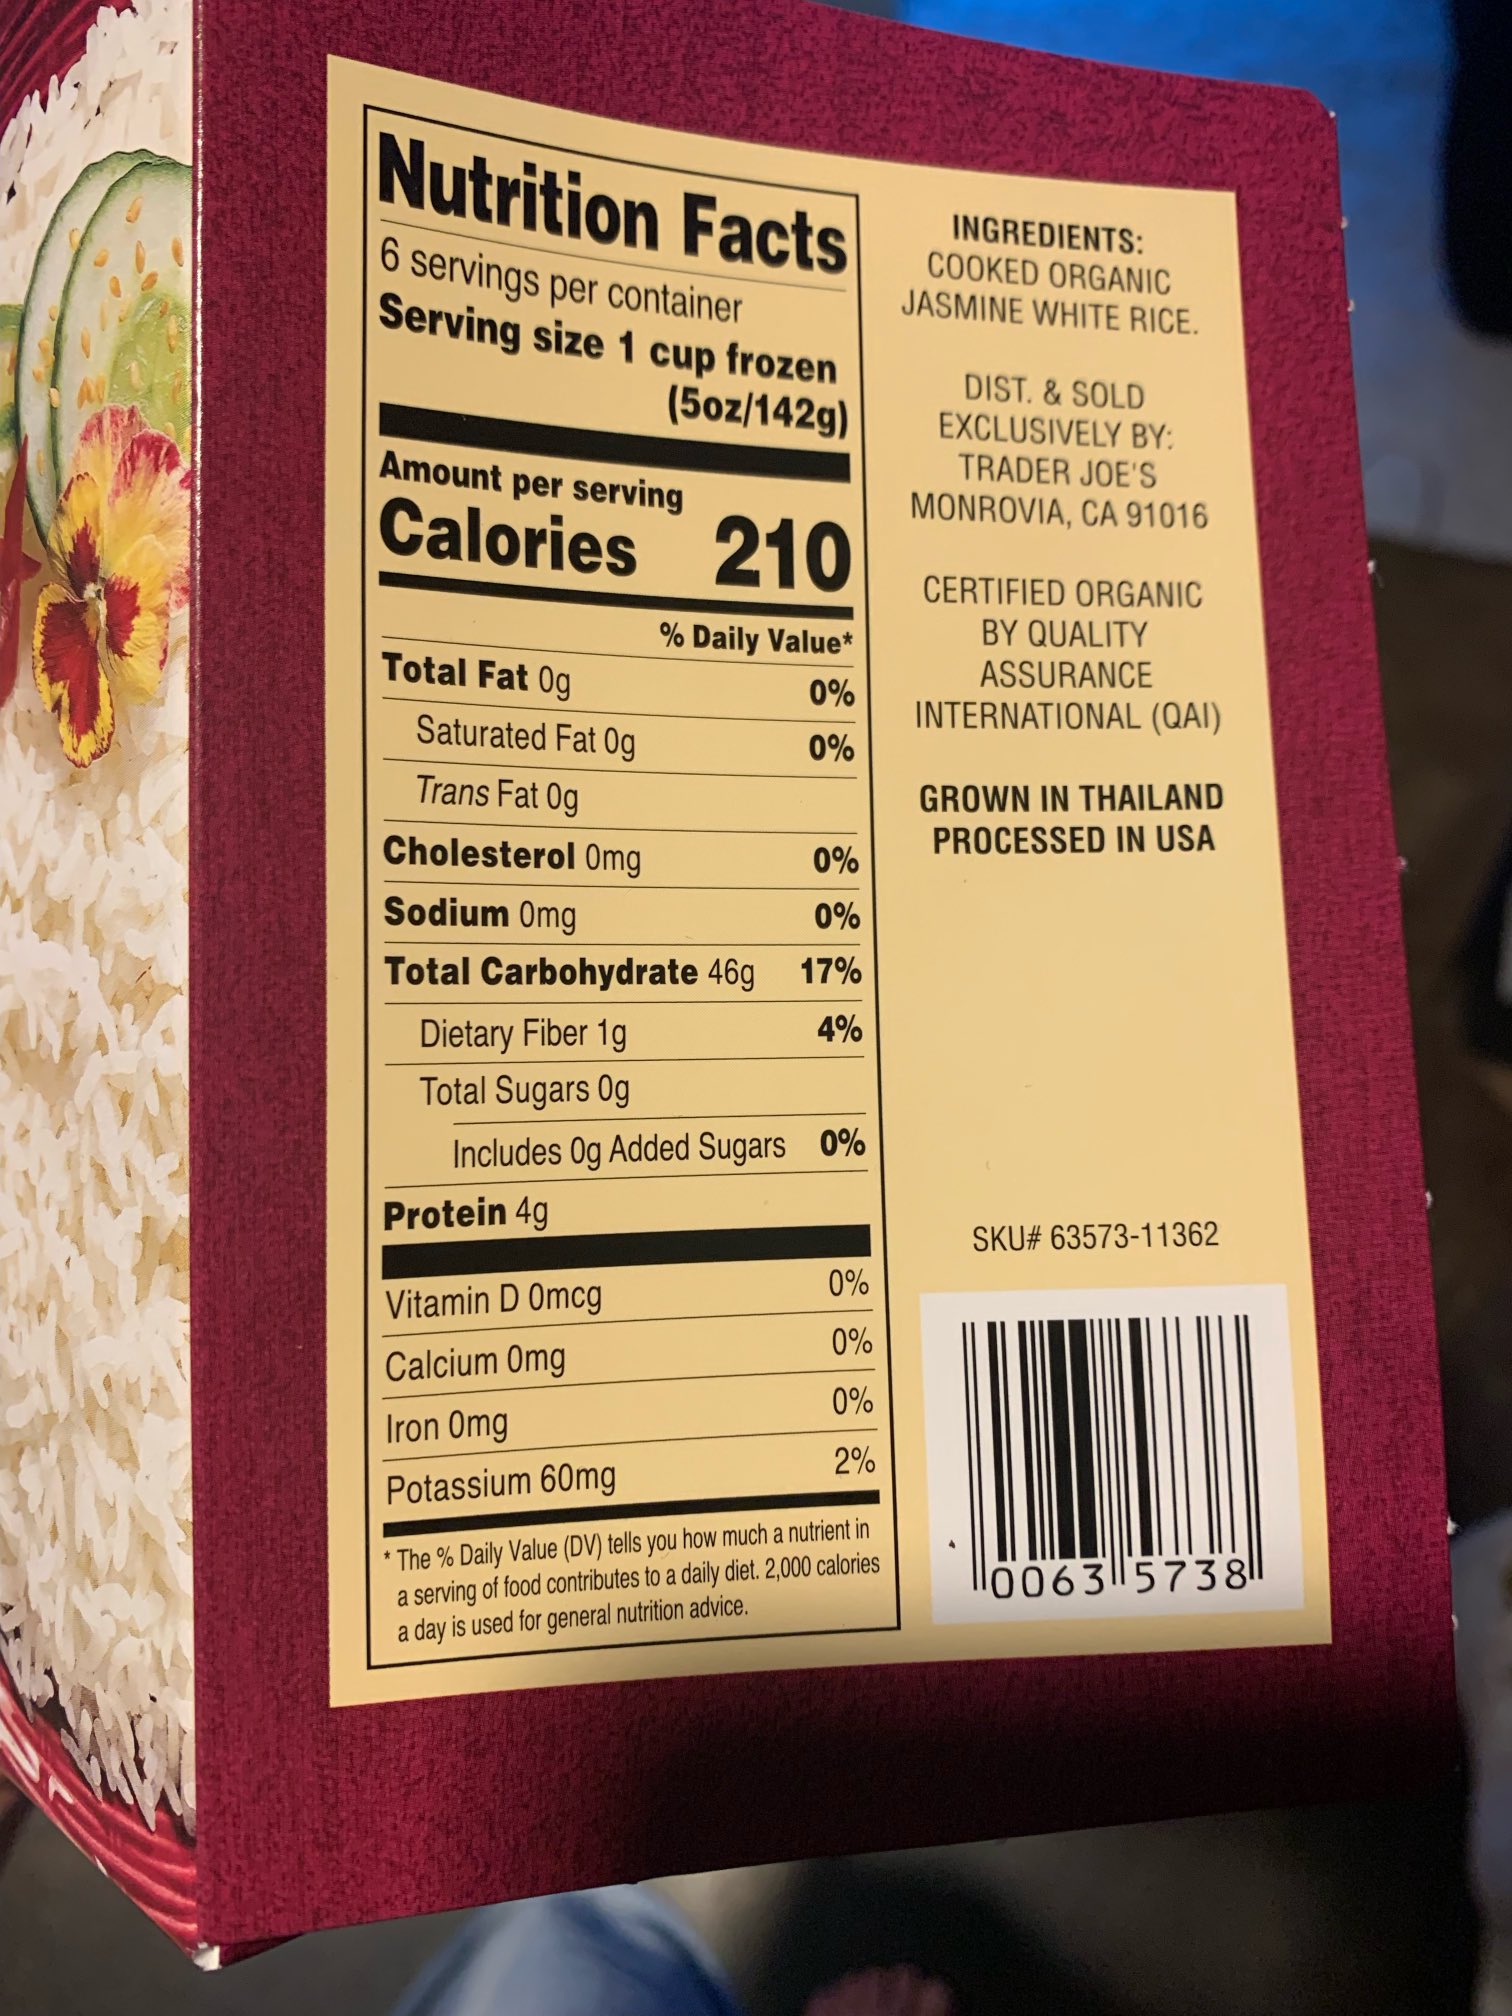 Nutrition Facts
6 servings per container
Serving size 1 cup frozen
(5oz/142g)
Amount per serving
Calories 210
% Daily Value*
Total Fat 0g 0%
Saturated Fat 0g 0%
Trans Fat 0g
Cholesterol 0mg 0%
Sodium 0mg 0%
Total Carbohydrate 46g 17%
Dietary Fiber 1g 4%
Total Sugars 0g
Includes 0g Added Sugars 0%
Protein 4g
Vitamin D 0mcg 0%
Calcium 0mg 0%
Iron 0mg 0%
Potassium 60mg 2%
* The % Daily Value (DV) tells you how much a nutrient in
a serving of food contributes to a daily diet. 2,000 calories
a day is used for general nutrition advice.
INGREDIENTS:
COOKED ORGANIC
JASMINE WHITE RICE.
DIST. & SOLD
EXCLUSIVELY BY:
TRADER JOE'S
MONROVIA, CA 91016
CERTIFIED ORGANIC
BY QUALITY
ASSURANCE
INTERNATIONAL (QAI)
GROWN IN THAILAND
PROCESSED IN USA
SKU# 63573-11362
0063 5738